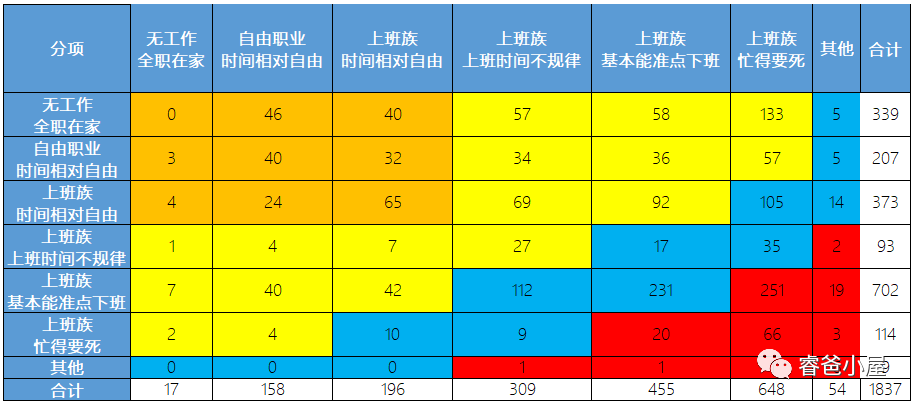 分项 无工作 全职在家 自由职业 时间相对自由 上班族 时间相对自由 上班族 上班时间不规律 上班族 基本能准点下班 上班族 忙得要死 其他 合计
无工作 全职在家 0 46 40 57 58 133 5 339
自由职业 时间相对自由 3 40 32 34 36 57 5 207
上班族 时间相对自由 4 24 65 69 92 105 14 373
上班族 上班时间不规律 1 4 7 27 17 35 2 93
上班族 基本能准点下班 7 40 42 112 231 251 19 702
上班族 忙得要死 2 4 10 9 20 66 3 114
其他 0 0 0 1 1 9
合计 17 158 196 309 455 648 54 1837
睿爸小屋